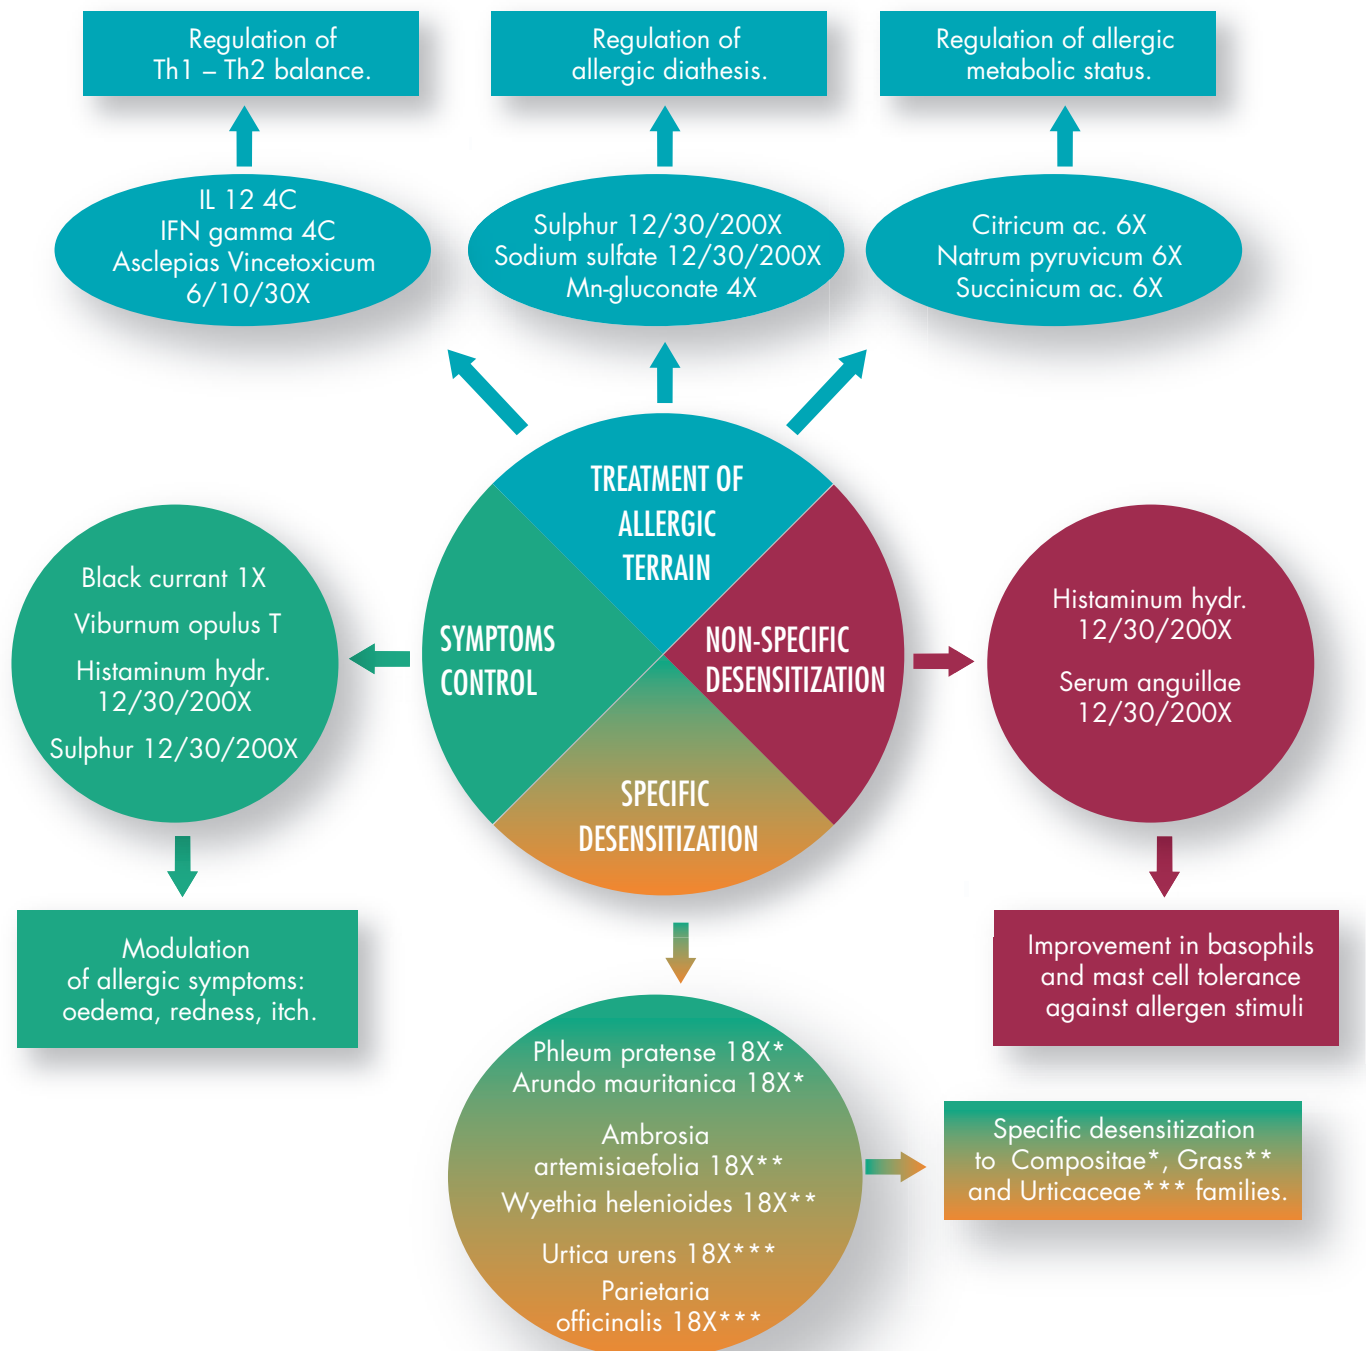 Regulation of
Th1 – Th2 balance.
Regulation of
allergic diathesis.
Regulation of allergic
metabolic status.
IL 12 4C
IFN gamma 4C
Asclepias Vincetoxicum
6/10/30X
Sulphur 12/30/200X
Sodium sulfate 12/30/200X
Mn-gluconate 4X
Citricum ac. 6X
Natrum pyruvicum 6X
Succinicum ac. 6X
TREATMENT OF
ALLERGIC
TERRAIN
SYMPTOMS
CONTROL
NON-SPECIFIC
DESENSITIZATION
SPECIFIC
DESENSITIZATION
Black currant 1X
Viburnum opulus T
Histaminum hydr.
12/30/200X
Sulphur 12/30/200X
Histaminum hydr.
12/30/200X
Serum anguillae
12/30/200X
Modulation
of allergic symptoms:
oedema, redness, itch.
Improvement in basophils
and mast cell tolerance
against allergen stimuli
Phleum pratense 18X*
Arundo mauritanica 18X*
Ambrosia
artemisiaefolia 18X**
Wyethia helenioides 18X**
Urtica urens 18X***
Parietaria
officinalis 18X***
Specific desensitization
to Compositae*, Grass**
and Urticaceae*** families.